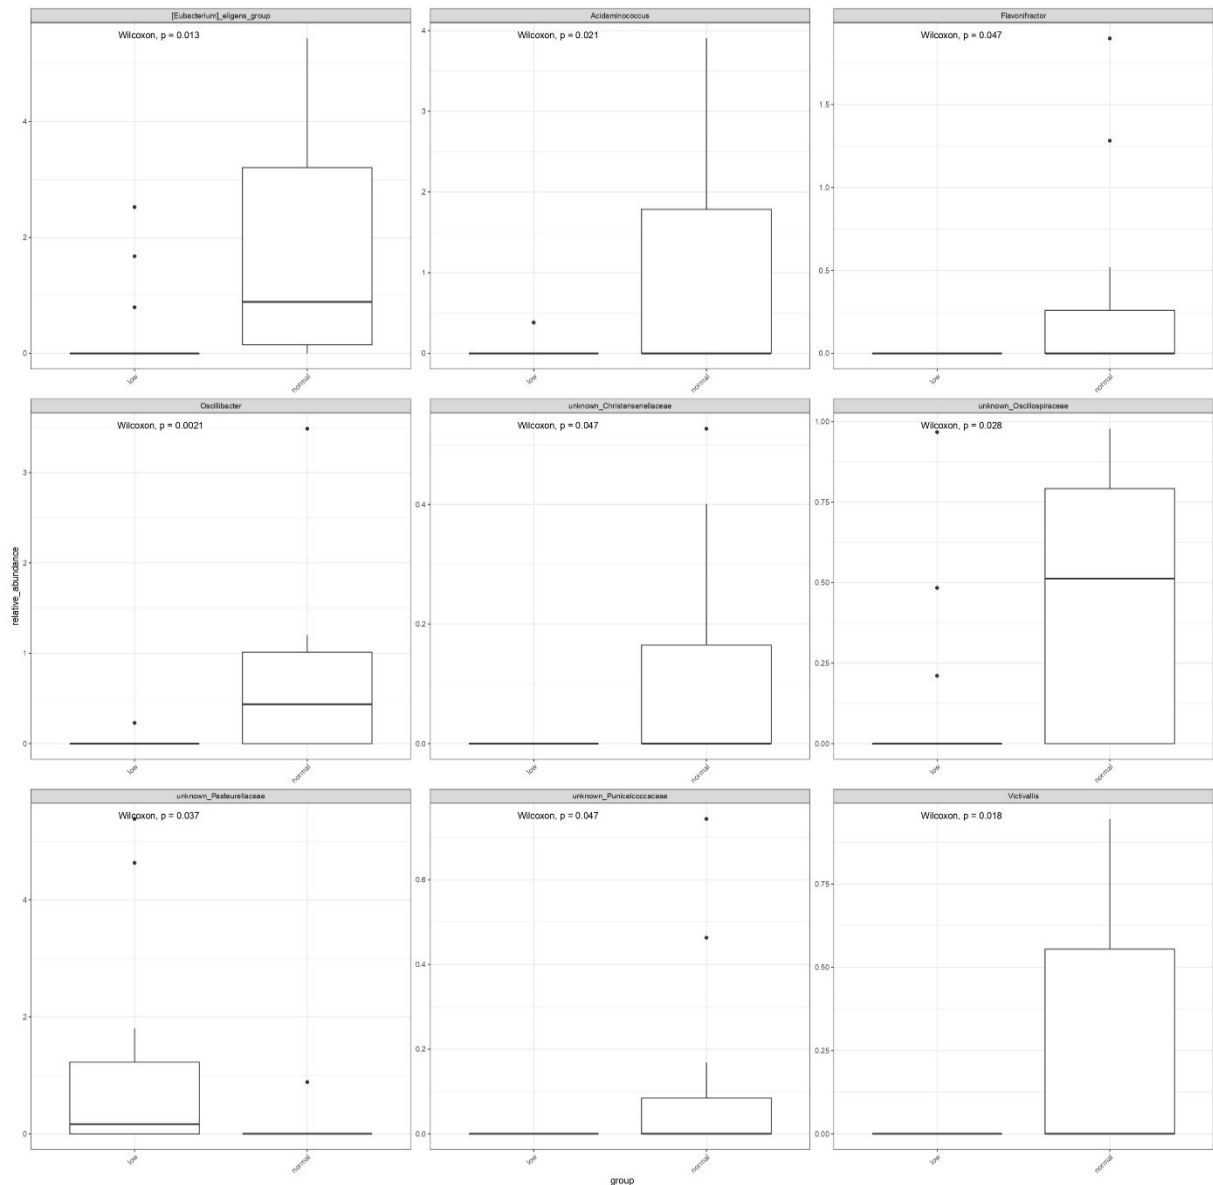 [Eubacterium]_eligens_group
Acidaminococcus
Flavonifractor
Wilcoxon, p = 0.013
Wilcoxon, p = 0.021
Wilcoxon, p = 0.047
4
2
0
4
3
2
1
0
1.5
1.0
0.5
0.0
low
normal
low
normal
low
normal
Oscillibacter
unknown_Christensenellaceae
unknown_Oscillospiraceae
Wilcoxon, p = 0.0021
Wilcoxon, p = 0.047
Wilcoxon, p = 0.028
3
2
1
0
0.4
0.2
0.0
1.00
0.75
0.50
0.25
0.00
relative_abundance
low
normal
low
normal
low
normal
unknown_Pasteurellaceae
unknown_Puniceicoccaceae
Victivallis
Wilcoxon, p = 0.037
Wilcoxon, p = 0.047
Wilcoxon, p = 0.018
4
2
0
0.6
0.4
0.2
0.0
0.75
0.50
0.25
0.00
low
normal
low
normal
low
normal
group